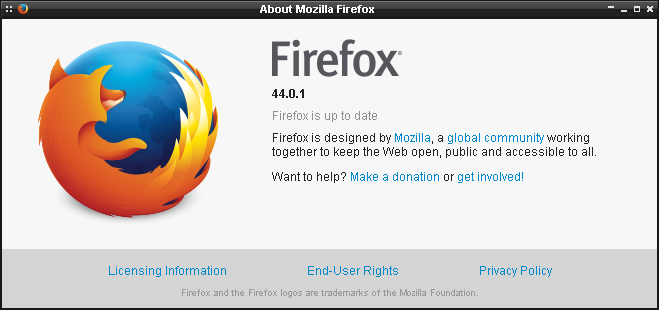 About Mozilla Firefox
Firefox®
44.0.1
Firefox is up to date
Firefox is designed by Mozilla, a global community working
together to keep the Web open, public and accessible to all.
Want to help? Make a donation or get involved!
Licensing Information End-User Rights Privacy Policy
Firefox and the Firefox logos are trademarks of the Mozilla Foundation.